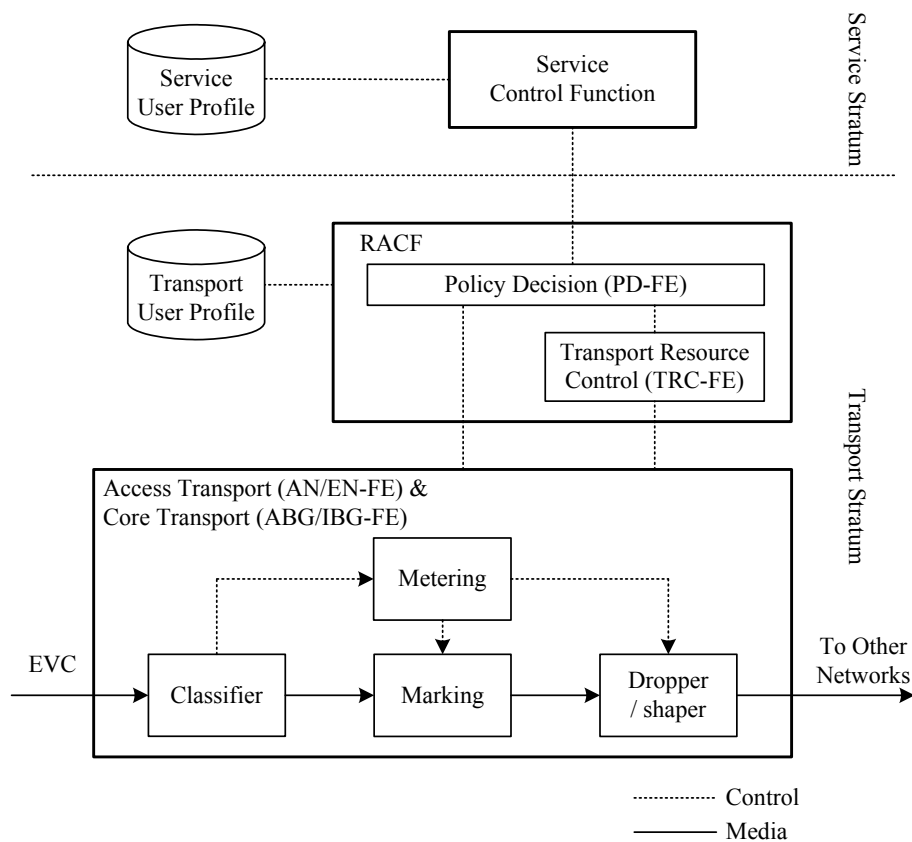 Service
User Profile
Service
Control Function
Service Stratum
RACF
Transport
User Profile
Policy Decision (PD-FE)
Transport Resource
Control (TRC-FE)
Transport Stratum
Access Transport (AN/EN-FE) &
Core Transport (ABG/IBG-FE)
Metering
EVC
Classifier
Marking
Dropper
/ shaper
To Other
Networks
Control
Media